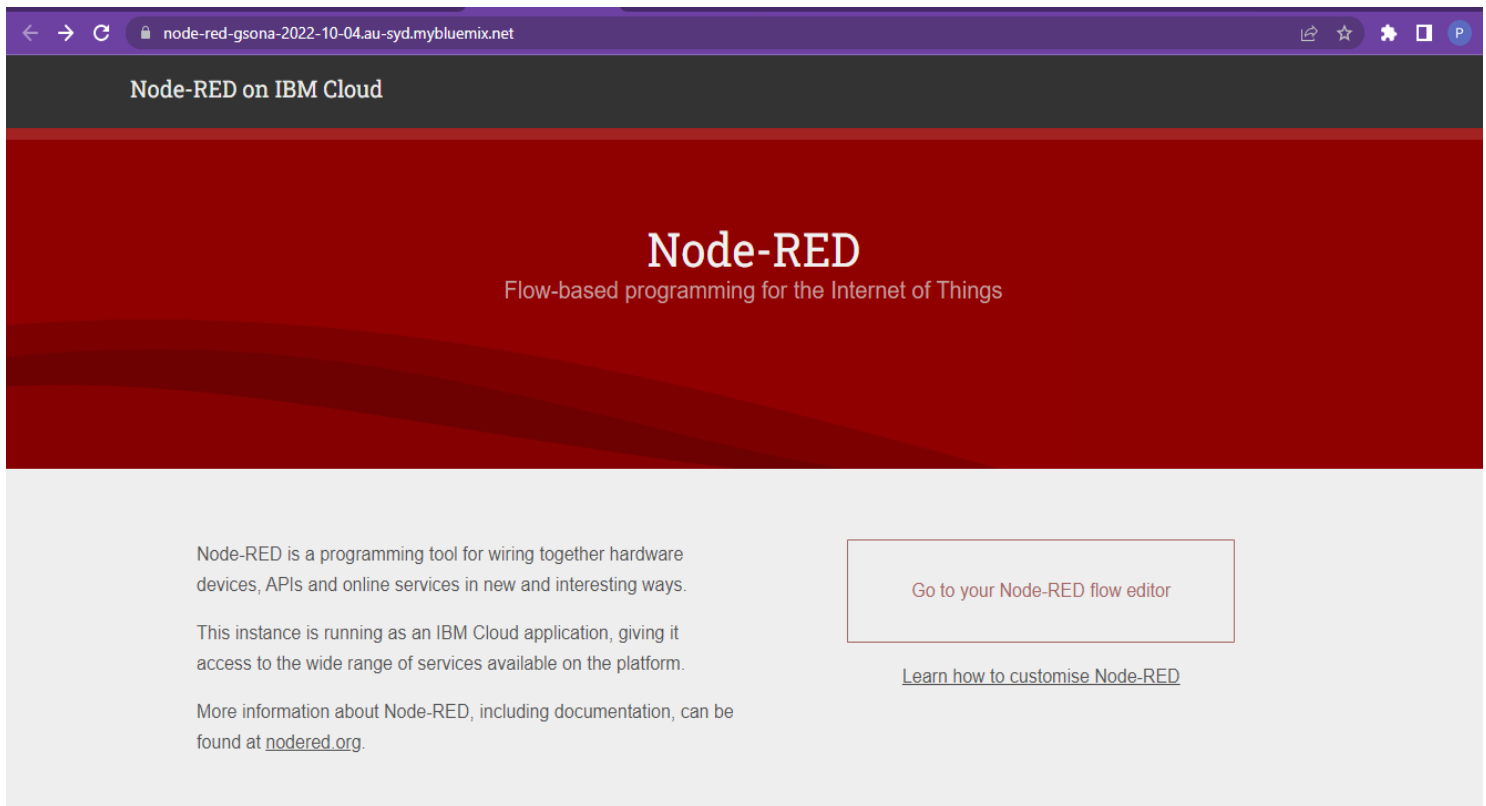 node-red-gsona-2022-10-04.au-syd.mybluemix.net
P
Node-RED on IBM Cloud
Node-RED
Flow-based programming for the Internet of Things
Node-RED is a programming tool for wiring together hardware
devices, APIs and online services in new and interesting ways.
This instance is running as an IBM Cloud application, giving it
access to the wide range of services available on the platform.
More information about Node-RED, including documentation, can be
found at nodered.org.
Go to your Node-RED flow editor
Learn how to customise Node-RED